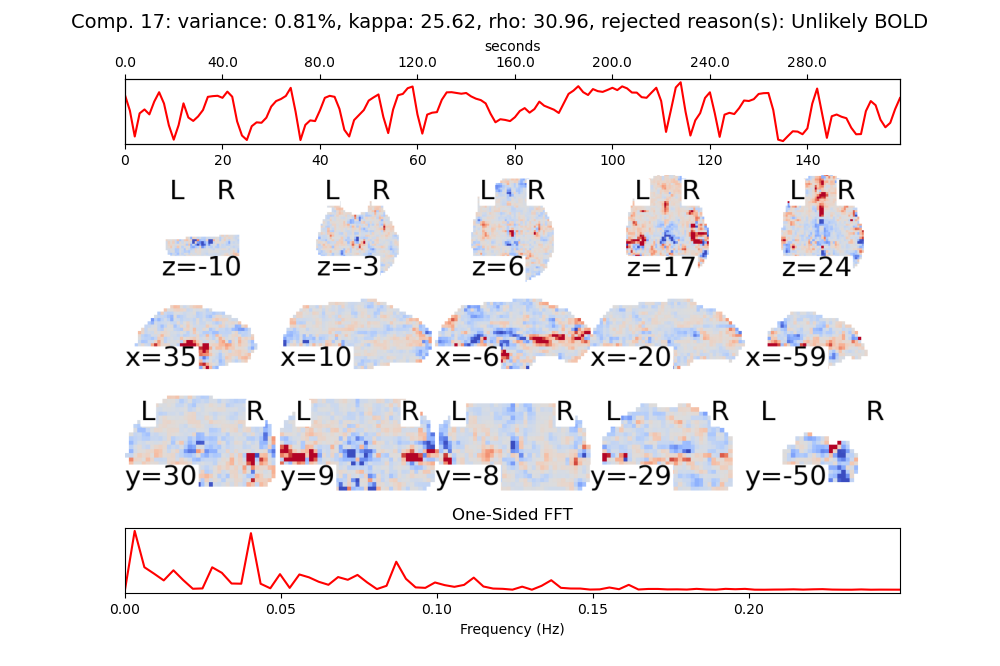 Comp. 17: variance: 0.81%, kappa: 25.62, rho: 30.96, rejected reason(s): Unlikely BOLD
seconds
0.0 40.0 80.0 120.0 160.0 200.0 240.0 280.0
0 20 40 60 80 100 120 140
L R L R L R L R L R
z=-10 z=-3 z=6 z=17 z=24
x=35 x=10 x=-6 x=-20 x=-59
L R L R L R L R L R
y=30 y=9 y=-8 y=-29 y=-50
One-Sided FFT
0.00 0.05 0.10 0.15 0.20
Frequency (Hz)